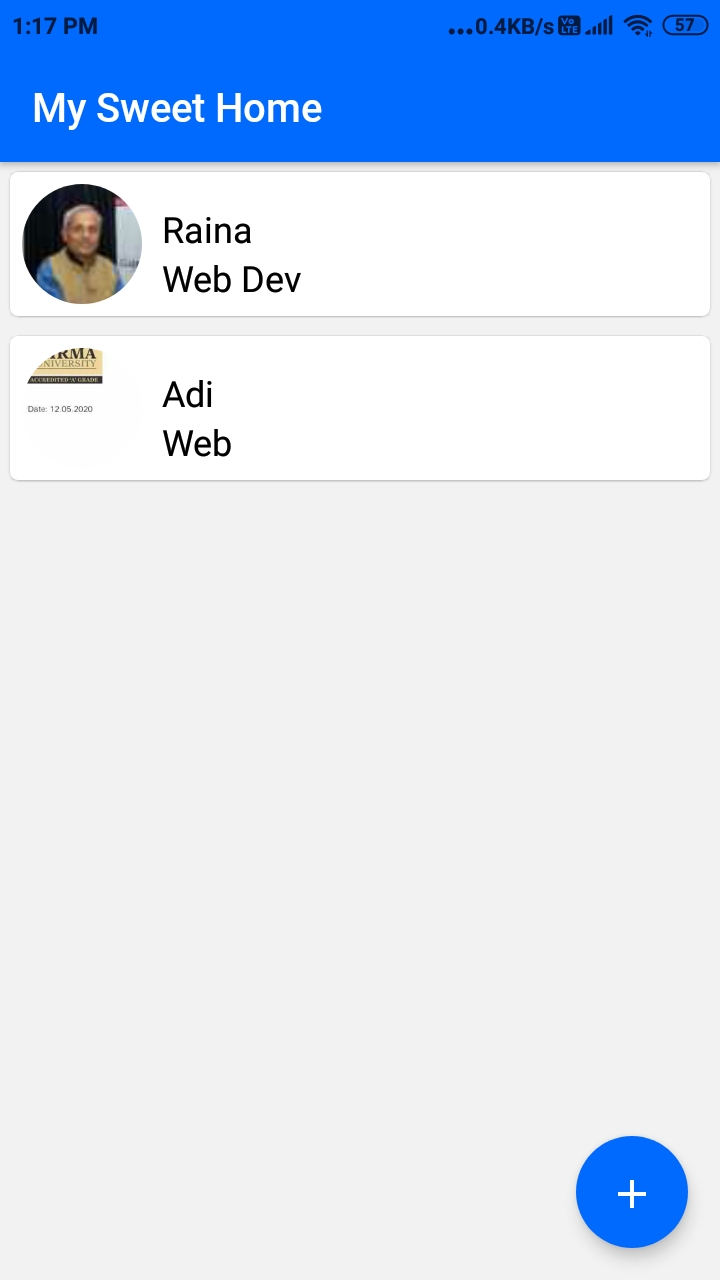 1:17 PM
...0.4KB/s Vo LTE 57
My Sweet Home
Raina
Web Dev
RMA
NIVERSITY
ACCREDITED 'A' GRADE
Date: 12.05.2020
Adi
Web
+